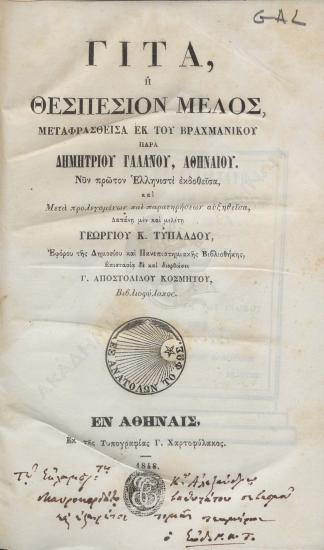 GAL
ΓΙΤΑ,
Ἢ
ΘΕΣΠΕΣΙΟΝ ΜΕΛΟΣ,
ΜΕΤΑΦΡΑΣΘΕΙΣΑ ΕΚ ΤΟΥ ΒΡΑΧΜΑΝΙΚΟΥ
ΠΑΡΑ
ΔΗΜΗΤΡΙΟΥ ΓΑΛΑΝΟΥ, ΑΘΗΝΑΙΟΥ.
Νῦν πρῶτον Ἑλληνιστὶ ἐκδοθεῖσα,
καὶ
Μετὰ προλεγομένων καὶ παρατηρήσεων αὐξηθεῖσα,
Δαπάνῃ μὲν καὶ μελέτῃ
ΓΕΩΡΓΙΟΥ Κ. ΤΥΠΑΛΔΟΥ,
Ἐφόρου τῆς Δημοσίου καὶ Πανεπιστημιακῆς Βιβλιοθήκης,
Ἐπιστασίᾳ δὲ καὶ διορθώσει
Γ. ΑΠΟΣΤΟΛΙΔΟΥ ΚΟΣΜΗΤΟΥ,
Βιβλιοφύλακος.
ΕΞ ΑΝΑΤΟΛΩΝ ΤΟ ΦΩΣ.
ΕΝ ΑΘΗΝΑΙΣ,
Ἐκ τῆς Τυπογραφίας Γ. Χαρτοφύλακος.
1848.